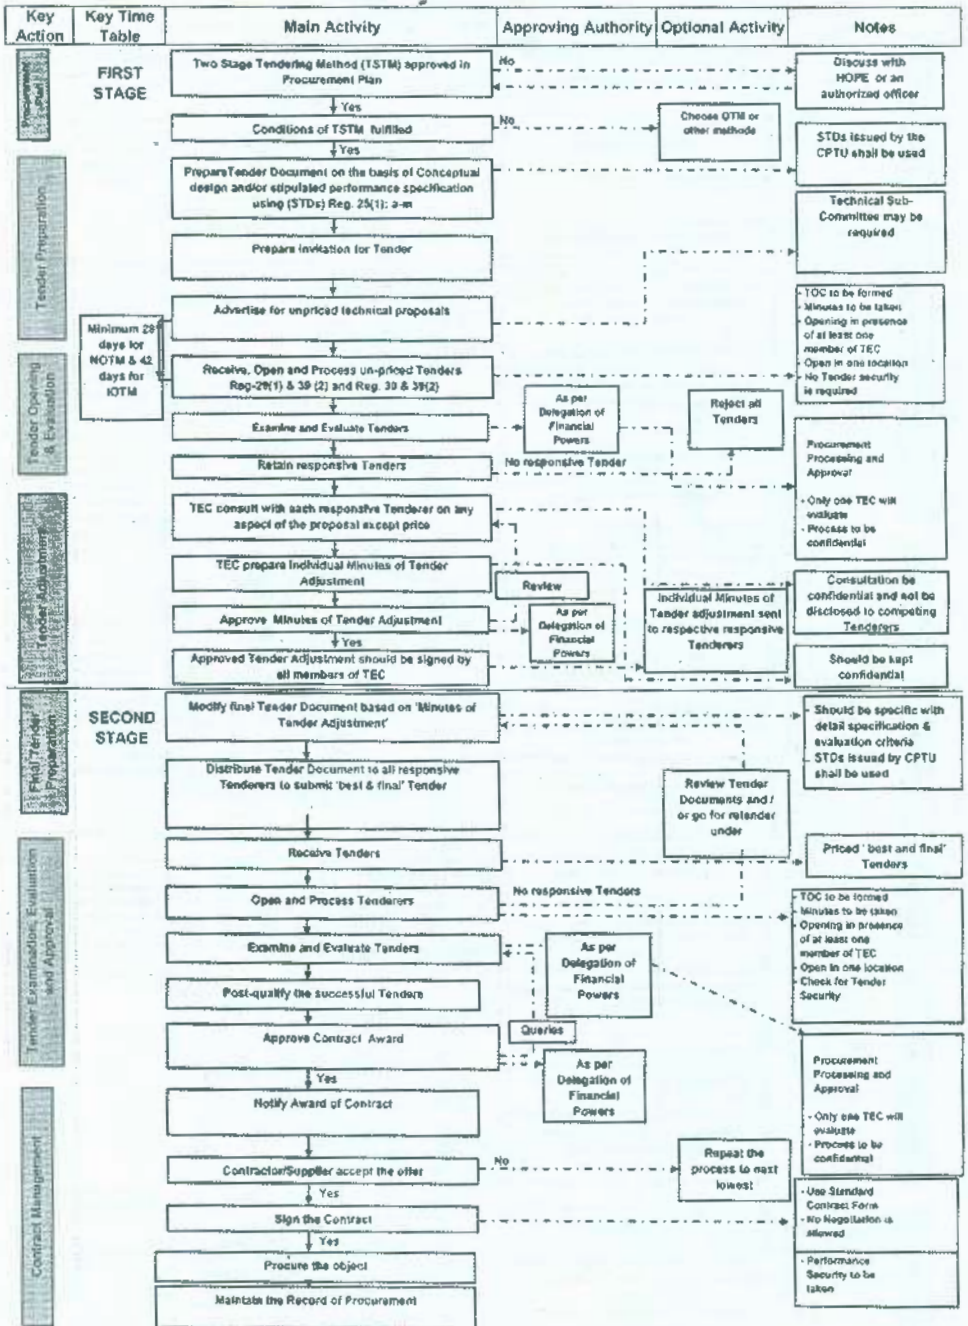 Key
Action
Key Time
Table
Main Activity
Approving Authority
Optional Activity
Notes
Procurement
Plan
FIRST
STAGE
Two Stage Tendering Method (TSTM) approved in
Procurement Plan
No
Discuss with
HOPE or an
authorized officer
Yes
Conditions of TSTM fulfilled
No
Choose OTM or
other methods
STDs issued by the
CPTU shall be used
Yes
Tender Preparation
PrepareTender Document on the basis of Conceptual
design and/or stipulated performance specification
using (STDs) Reg. 25(1): a-m
Technical Sub-
Committee may be
required
Prepare invitation for Tender
Advertise for unpriced technical proposals
- TOC to be formed
- Minutes to be taken
- Opening in presence
of at least one
member of TEC
- Open in one location
- No Tender security
is required
Minimum 28
days for
NOTM & 42
days for
IOTM
Receive, Open and Process un-priced Tenders
Reg-29(1) & 39 (2) and Reg. 30 & 39(2)
Tender Opening
& Evaluation
Examine and Evaluate Tenders
As per
Delegation of
Financial
Powers
Reject all
Tenders
Retain responsive Tenders
No responsive Tender
Procurement
Processing and
Approval
- Only one TEC will
evaluate
- Process to be
confidential
Tender Adjustment
TEC consult with each responsive Tenderer on any
aspect of the proposal except price
TEC prepare Individual Minutes of Tender
Adjustment
Review
Consultation be
confidential and not be
disclosed to competing
Tenderers
Approve Minutes of Tender Adjustment
As per
Delegation of
Financial
Powers
Individual Minutes of
Tender adjustment sent
to respective responsive
Tenderers
Yes
Approved Tender Adjustment should be signed by
all members of TEC
Should be kept
confidential
Final Tender
Preparation
SECOND
STAGE
Modify final Tender Document based on 'Minutes
of Tender Adjustment'
- Should be specific with
detail specification &
evaluation criteria
- STDs issued by CPTU
shall be used
Distribute Tender Document to all responsive
Tenderers to submit 'best & final' Tender
Review Tender
Documents and /
or go for retender
under
Tender Examination, Evaluation
and Approval
Receive Tenders
Priced ' best and final'
Tenders
Open and Process Tenderers
No responsive Tenders
- TOC to be formed
- Minutes to be taken
- Opening in presence
of at least one
member of TEC
- Open in one location
- Check for Tender
Security
Examine and Evaluate Tenders
As per
Delegation of
Financial
Powers
Post-qualify the successful Tenders
Queries
Approve Contract Award
As per
Delegation of
Financial
Powers
Yes
Procurement
Processing and
Approval
- Only one TEC will
evaluate
- Process to be
confidential
Contract Management
Notify Award of Contract
Contractor/Supplier accept the offer
No
Repeat the
process to next
lowest
Yes
Sign the Contract
- Use Standard
Contract Form
- No Negotiation is
allowed
Yes
Procure the object
- Performance
Security to be
taken
Maintain the Record of Procurement